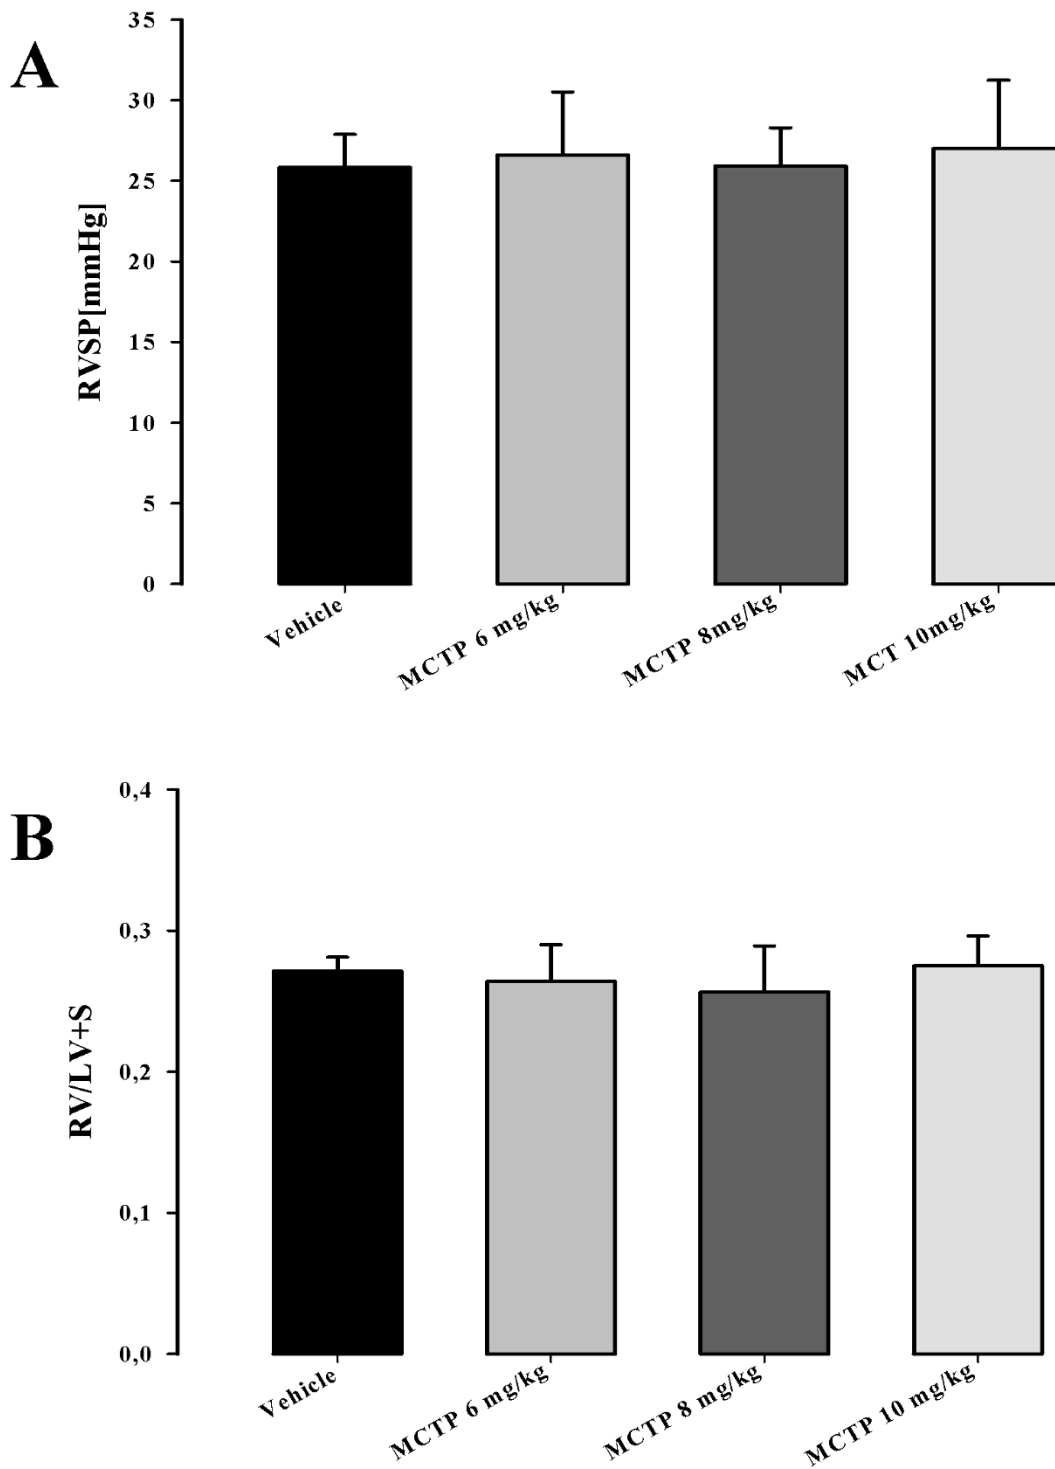 A
35
30
25
20
15
10
5
0
RVSP[mmHg]
Vehicle
MCTP 6 mg/kg
MCTP 8mg/kg
MCT 10mg/kg
B
0,4
0,3
0,2
0,1
0,0
RV/LV+S
Vehicle
MCTP 6 mg/kg
MCTP 8 mg/kg
MCTP 10 mg/kg